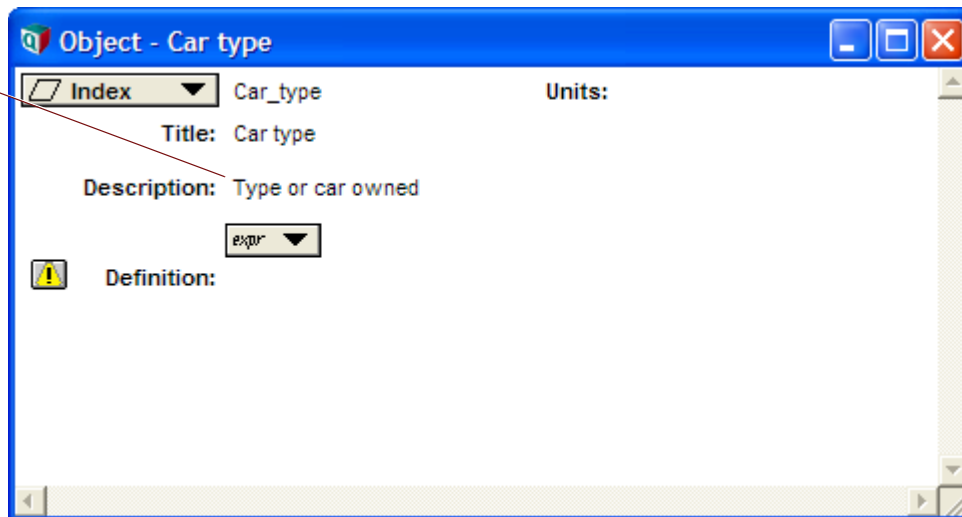 Object - Car type
Index Car_type Units:
Title: Car type
Description: Type or car owned
expr
Definition: